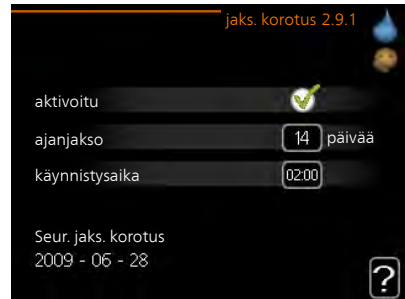 jaks. korotus 2.9.1
aktivoitu
ajanjakso 14 päivää
käynnistysaika 02:00
Seur. jaks. korotus
2009 - 06 - 28
?